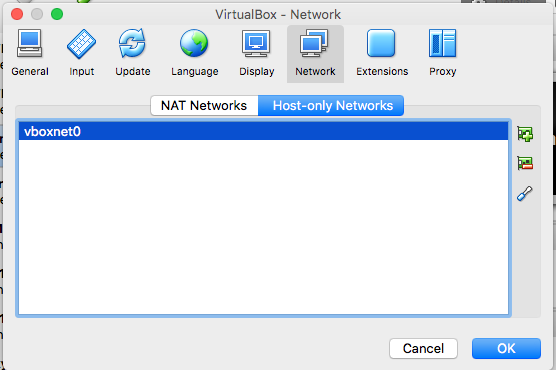 VirtualBox - Network
General Input Update Language Display Network Extensions Proxy
NAT Networks Host-only Networks
vboxnet0
Cancel OK